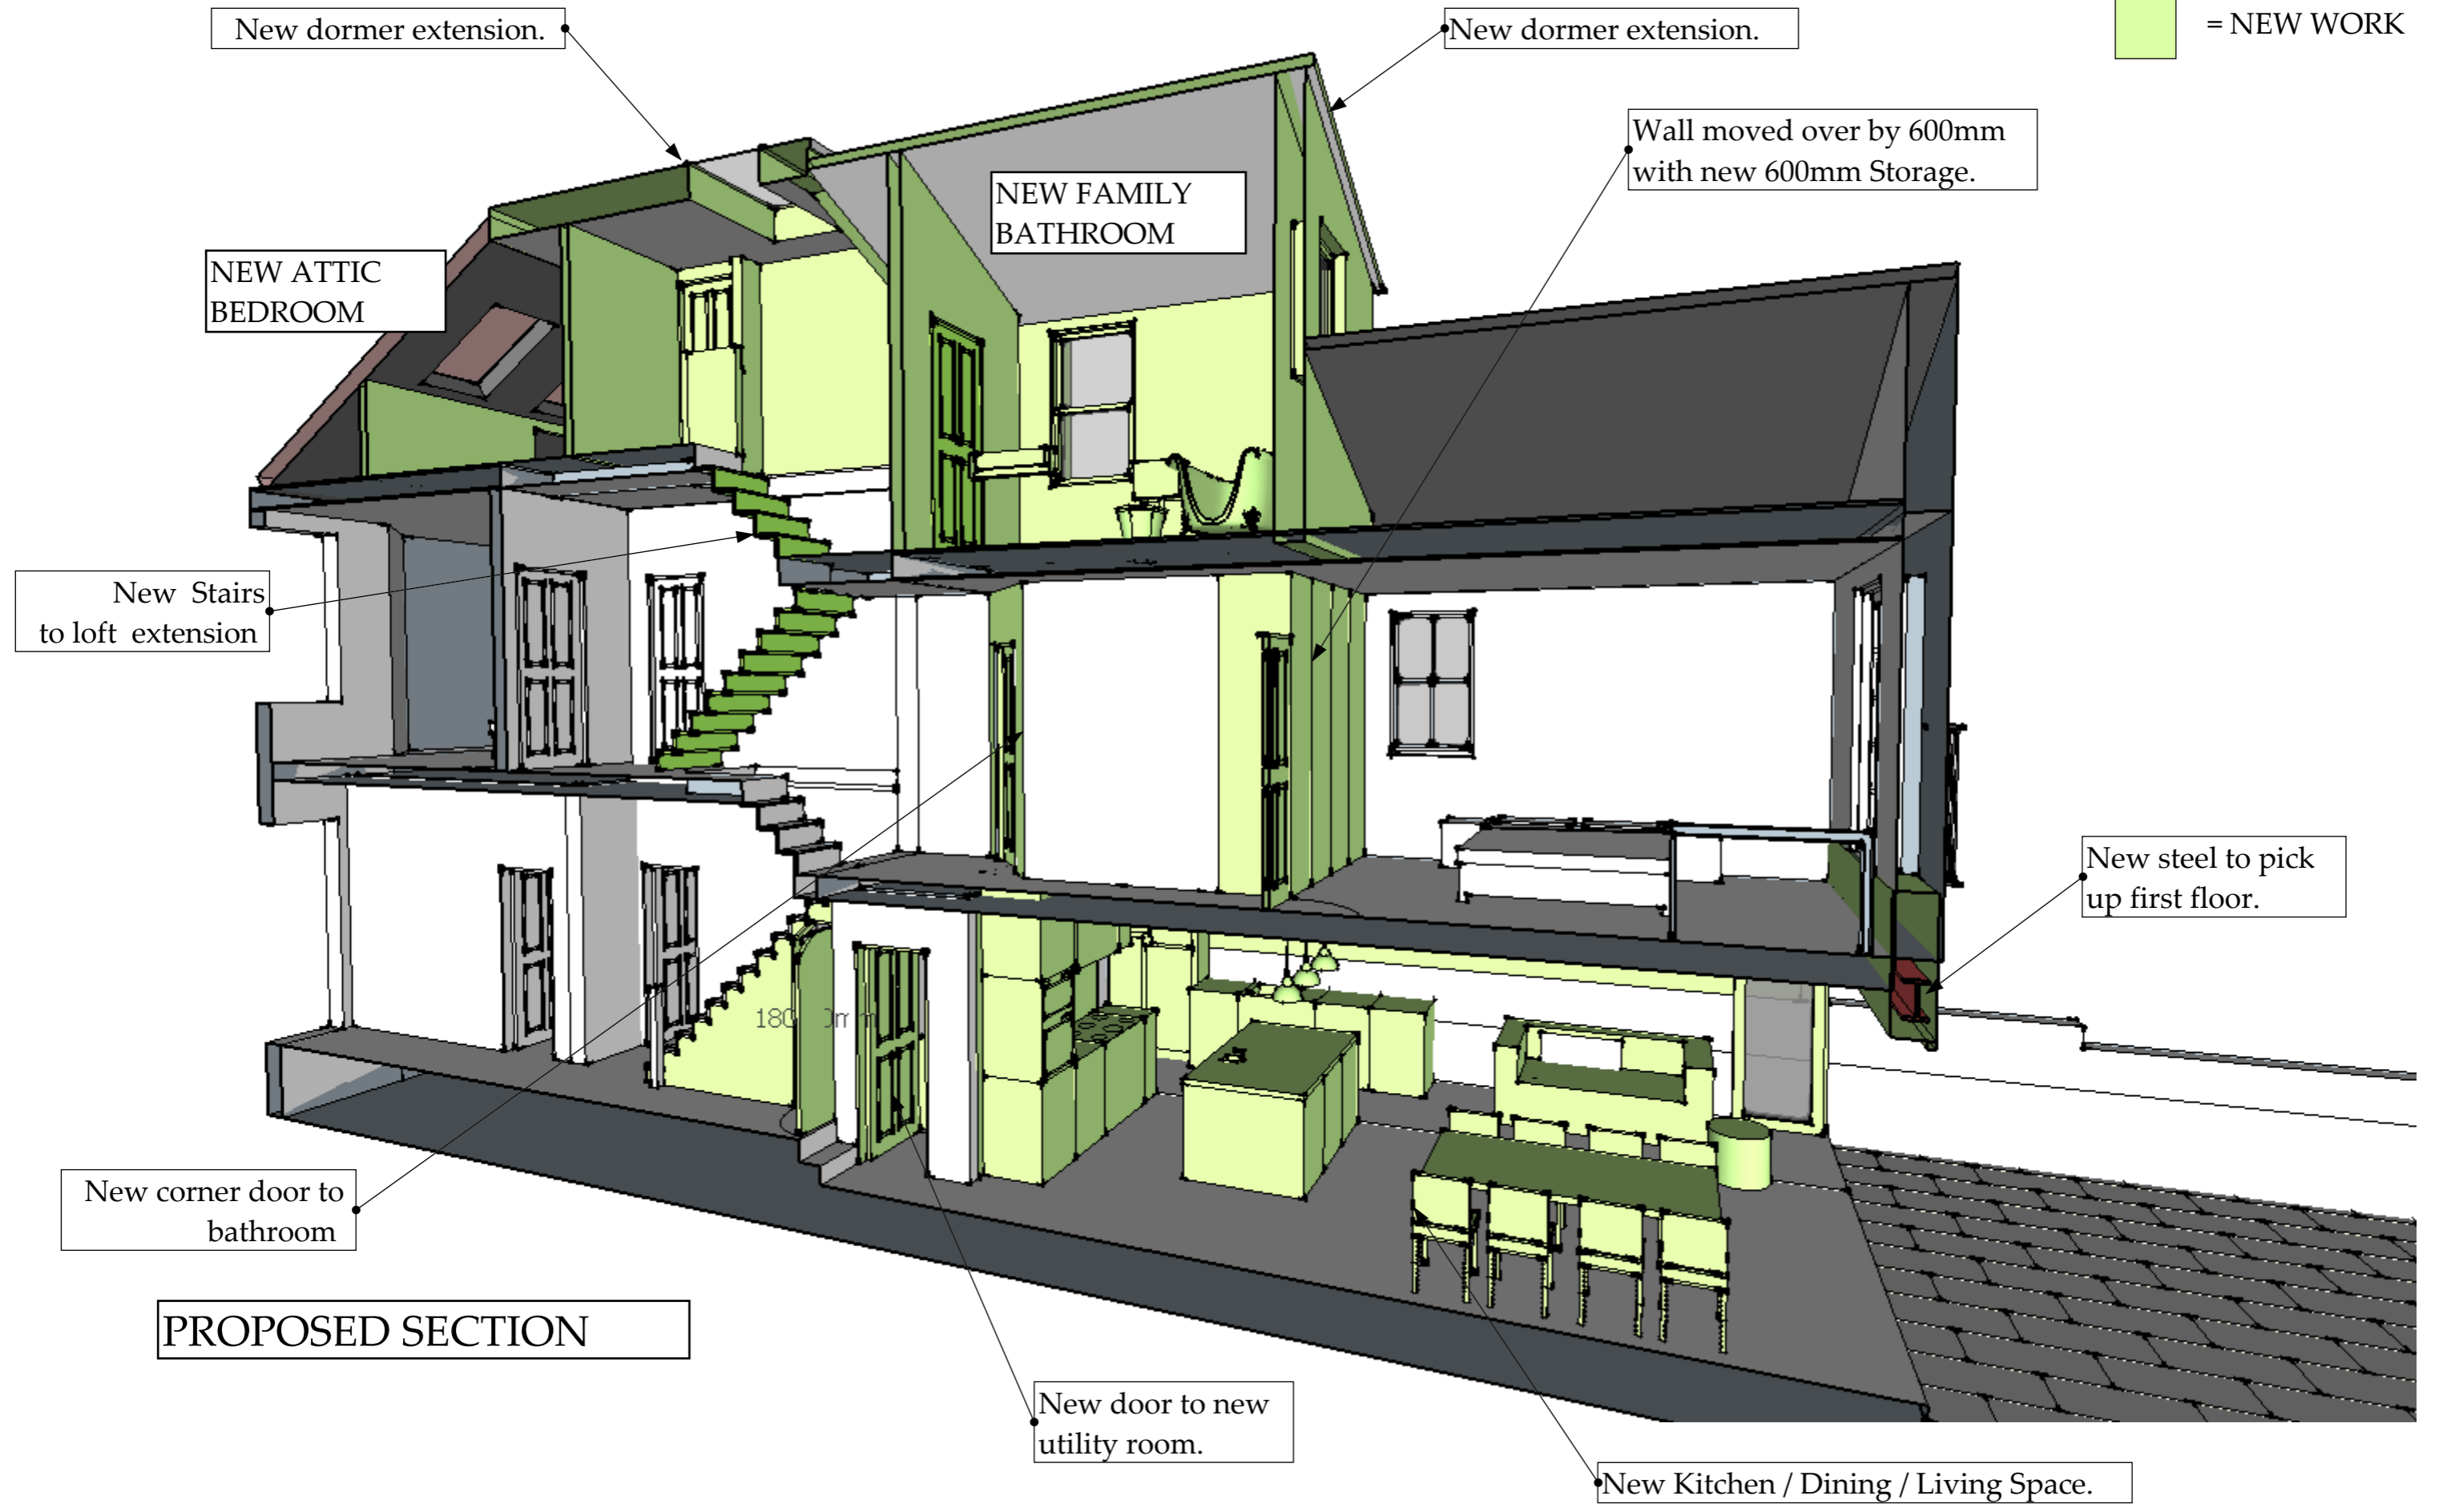 New dormer extension.
New dormer extension.
= NEW WORK
Wall moved over by 600mm
with new 600mm Storage.
NEW FAMILY
BATHROOM
NEW ATTIC
BEDROOM
New Stairs
to loft extension
New steel to pick
up first floor.
New corner door to
bathroom
PROPOSED SECTION
New door to new
utility room.
New Kitchen / Dining / Living Space.